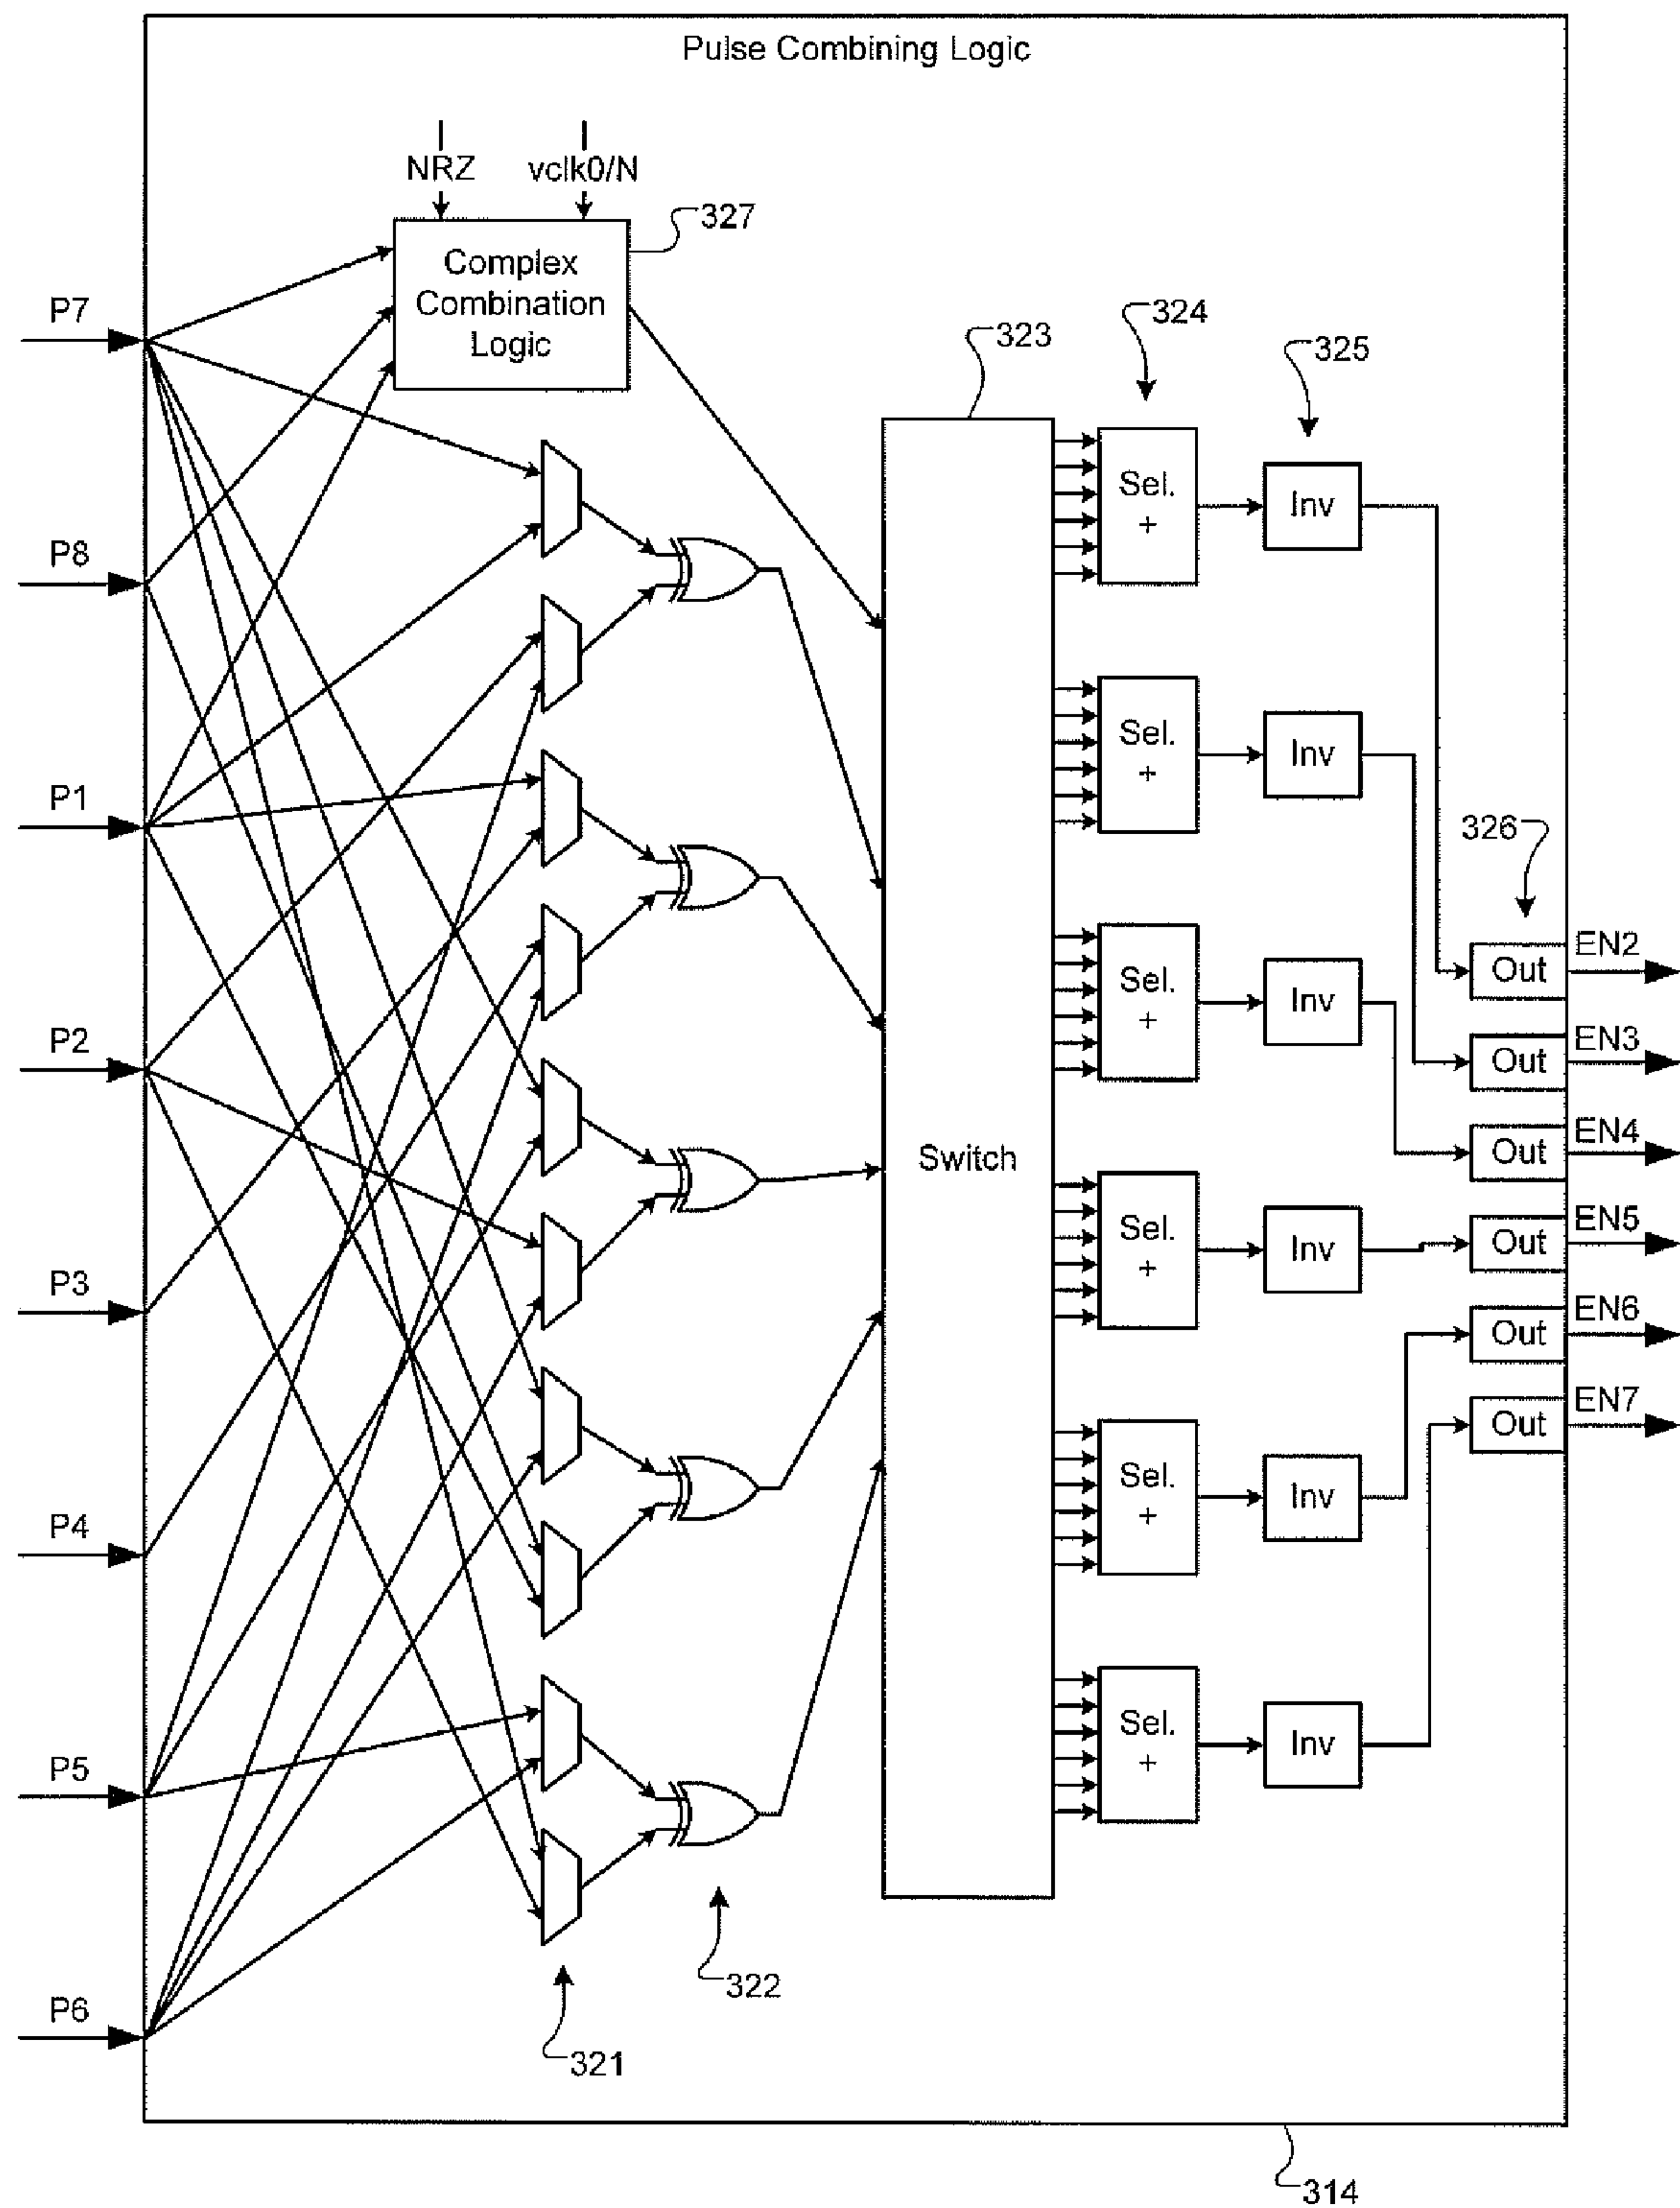 Pulse Combining Logic
NRZ
vclk0/N
327
Complex
Combination
Logic
P7
324
323
325
Sel.
+
Inv
P8
Sel.
+
Inv
P1
326
EN2
Out
Sel.
+
Inv
EN3
Out
P2
EN4
Out
Switch
Sel.
+
Inv
EN5
Out
P3
EN6
Out
EN7
Out
Sel.
+
Inv
P4
Sel.
+
Inv
P5
322
P6
321
314